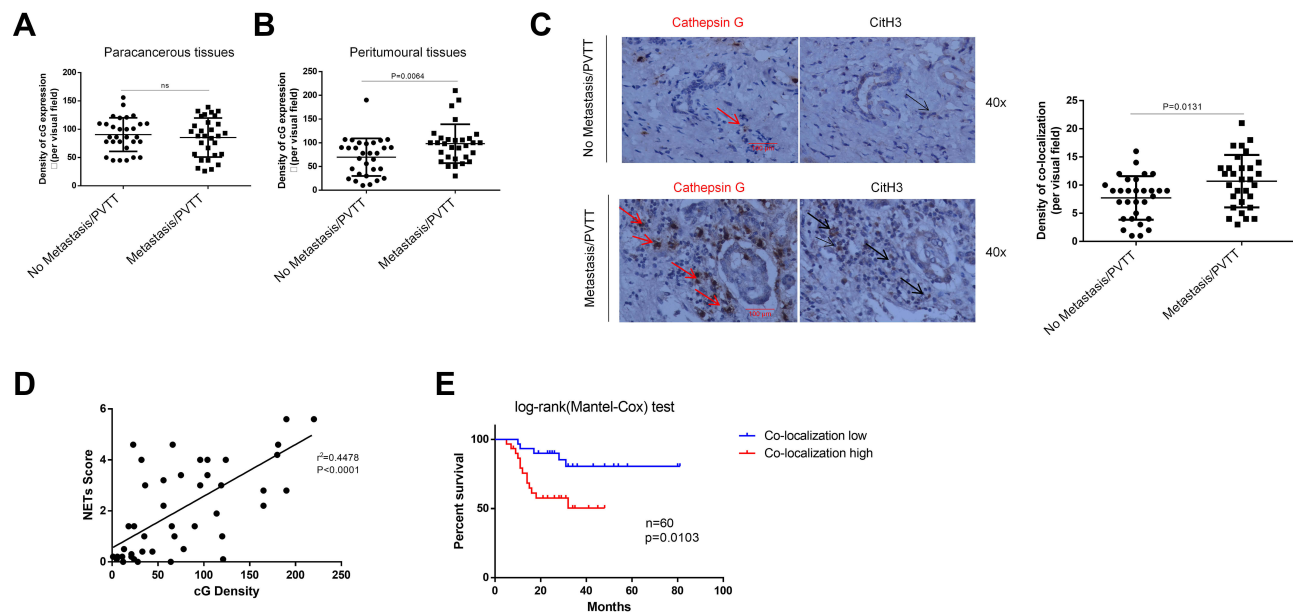 A
Paracancerous tissues
Density of cG expression
(per visual field)
200
150
100
50
0
ns
No Metastasis/PVTT
Metastasis/PVTT
B
Peritumoural tissues
Density of cG expression
(per visual field)
250
200
150
100
50
0
P=0.0064
No Metastasis/PVTT
Metastasis/PVTT
C
Cathepsin G
CitH3
No Metastasis/PVTT
40x
Cathepsin G
CitH3
Metastasis/PVTT
100 μm
40x
Density of co-localization
(per visual field)
25
20
15
10
5
0
P=0.0131
No Metastasis/PVTT
Metastasis/PVTT
D
NETs Score
6
4
2
0
r²=0.4478
P<0.0001
0
50
100
150
200
250
cG Density
E
log-rank(Mantel-Cox) test
Percent survival
100
50
0
Co-localization low
Co-localization high
n=60
p=0.0103
0
20
40
60
80
100
Months